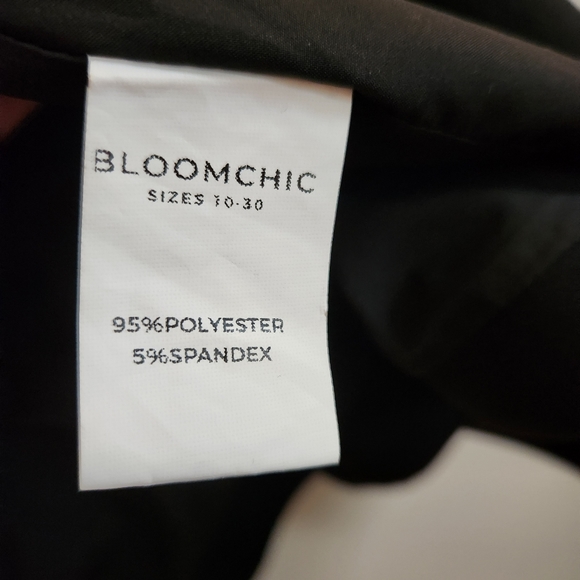 BLOOMCHIC
SIZES 10-30
95%POLYESTER
5%SPANDEX